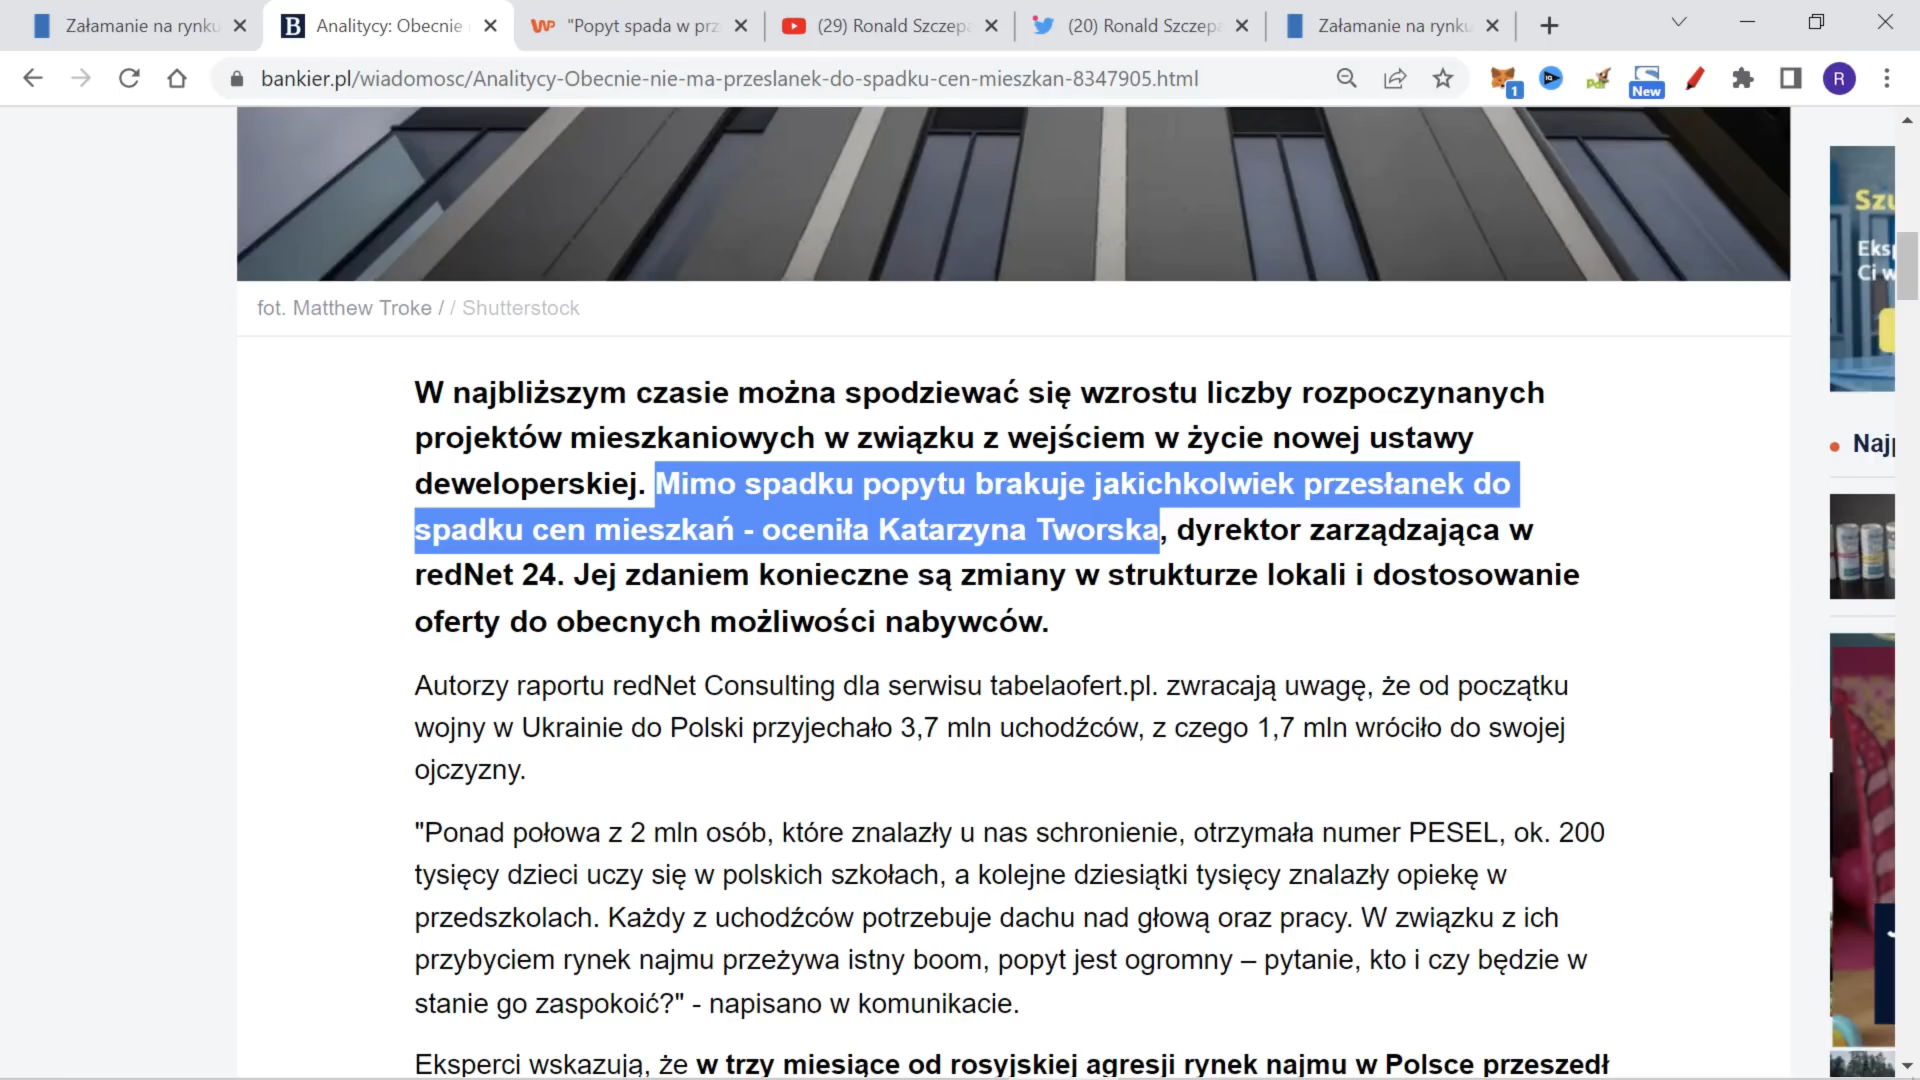 Załamanie na rynku
Analitycy: Obecnie
"Popyt spada w prz
(29) Ronald Szczep
(20) Ronald Szczep
Załamanie na rynku
bankier.pl/wiadomosc/Analitycy-Obecnie-nie-ma-przeslanek-do-spadku-cen-mieszkan-8347905.html
1
New
R
fot. Matthew Troke / / Shutterstock
W najbliższym czasie można spodziewać się wzrostu liczby rozpoczynanych
projektów mieszkaniowych w związku z wejściem w życie nowej ustawy
deweloperskiej. Mimo spadku popytu brakuje jakichkolwiek przesłanek do
spadku cen mieszkań - oceniła Katarzyna Tworska, dyrektor zarządzająca w
redNet 24. Jej zdaniem konieczne są zmiany w strukturze lokali i dostosowanie
oferty do obecnych możliwości nabywców.
Autorzy raportu redNet Consulting dla serwisu tabelaofert.pl. zwracają uwagę, że od początku
wojny w Ukrainie do Polski przyjechało 3,7 mln uchodźców, z czego 1,7 mln wróciło do swojej
ojczyzny.
"Ponad połowa z 2 mln osób, które znalazły u nas schronienie, otrzymała numer PESEL, ok. 200
tysięcy dzieci uczy się w polskich szkołach, a kolejne dziesiątki tysięcy znalazły opiekę w
przedszkolach. Każdy z uchodźców potrzebuje dachu nad głową oraz pracy. W związku z ich
przybyciem rynek najmu przeżywa istny boom, popyt jest ogromny – pytanie, kto i czy będzie w
stanie go zaspokoić?" - napisano w komunikacie.
Eksperci wskazują, że w trzy miesiące od rosyjskiej agresji rynek najmu w Polsce przeszedł
Szu
Eksp
Ci w
Najp